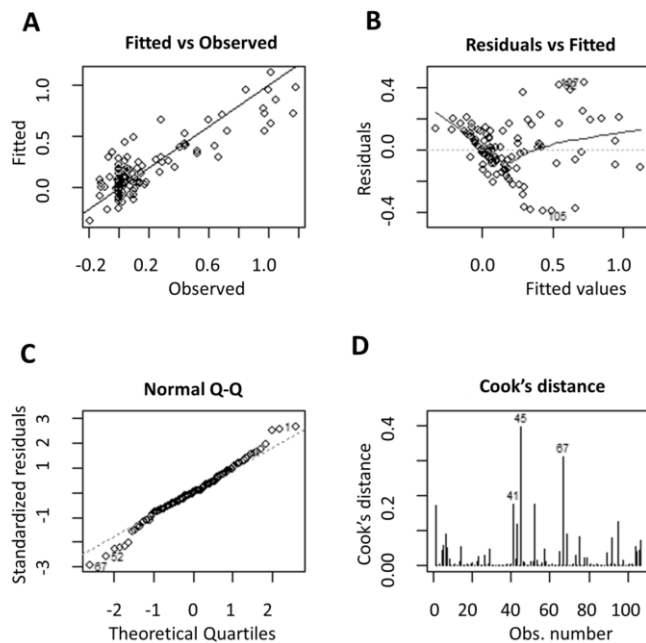 A
Fitted vs Observed
Fitted
1.0
0.5
0.0
-0.2 0.2 0.6 1.0
Observed
B
Residuals vs Fitted
Residuals
0.4
0.0
-0.4
105
0.0 0.5 1.0
Fitted values
C
Normal Q-Q
Standardized residuals
3
1
-1
-3
1
52
67
-2 -1 0 1 2
Theoretical Quartiles
D
Cook's distance
Cook's distance
0.4
0.2
0.00
45
67
41
0 20 40 60 80 100
Obs. number